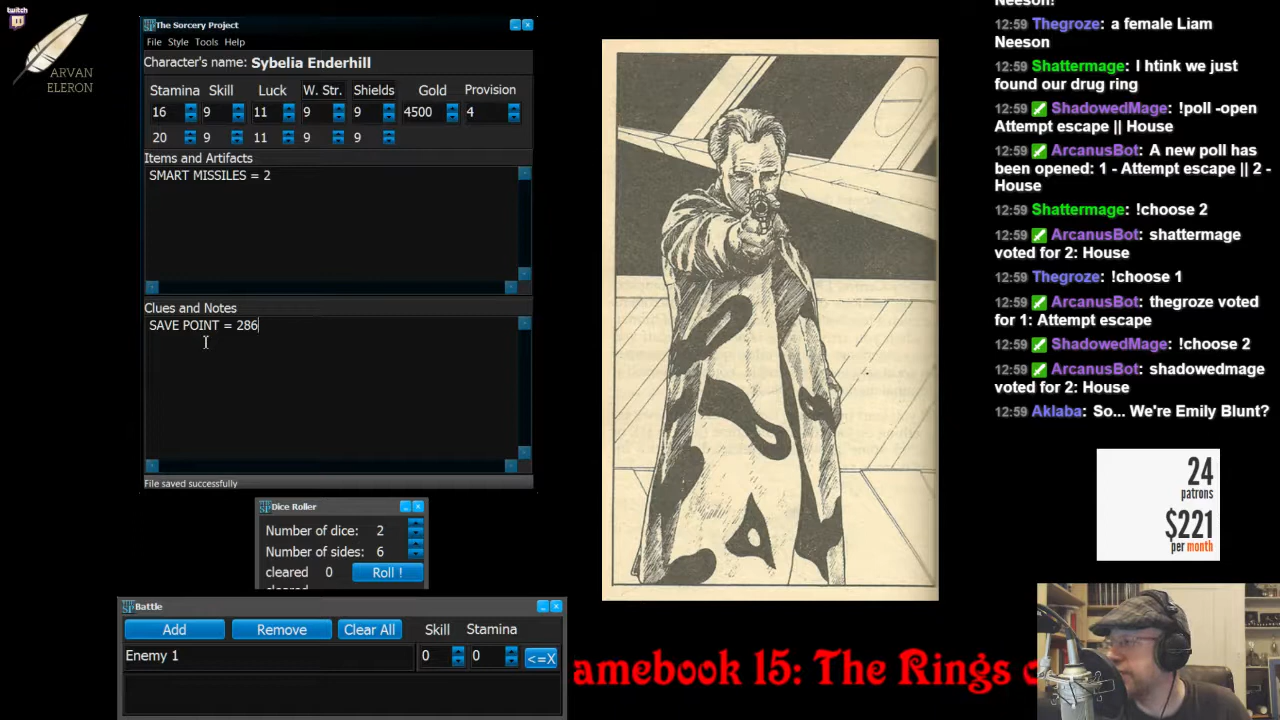 twitch
ARVAN
ELERON
The Sorcery Project
File Style Tools Help
Character's name: Sybelia Enderhill
Stamina Skill Luck W. Str. Shields Gold Provision
16 9 11 9 9 4500 4
20 9 11 9 9
Items and Artifacts
SMART MISSILES = 2
Clues and Notes
SAVE POINT = 286
File saved successfully
Dice Roller
Number of dice: 2
Number of sides: 6
cleared 0 Roll !
Battle
Add Remove Clear All Skill Stamina
Enemy 1 0 0 <=X
amebook 15: The Rings o
Neeson!
12:59 Thegroze: a female Liam
Neeson
12:59 Shattermage: I htink we just
found our drug ring
12:59 ShadowedMage: !poll -open
Attempt escape || House
12:59 ArcanusBot: A new poll has
been opened: 1 - Attempt escape || 2 -
House
12:59 Shattermage: !choose 2
12:59 ArcanusBot: shattermage
voted for 2: House
12:59 Thegroze: !choose 1
12:59 ArcanusBot: thegroze voted
for 1: Attempt escape
12:59 ShadowedMage: !choose 2
12:59 ArcanusBot: shadowedmage
voted for 2: House
12:59 Aklaba: So... We're Emily Blunt?
24
patrons
$221
per month